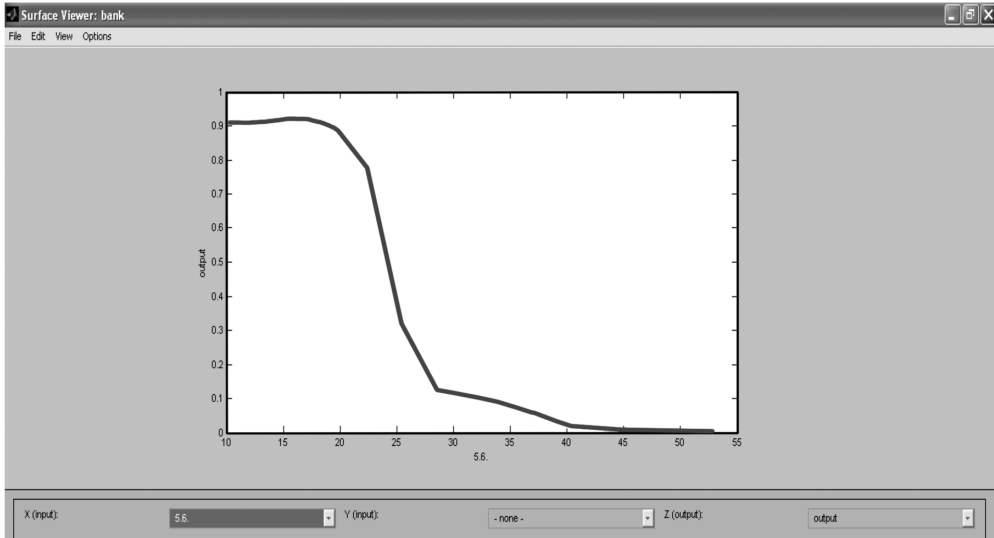 Surface Viewer: bank
File Edit View Options
1
0.9
0.8
0.7
0.6
0.5
0.4
0.3
0.2
0.1
0
output
10 15 20 25 30 35 40 45 50 55
5.6.
X (input): 5.6. Y (input): - none - Z (output): output